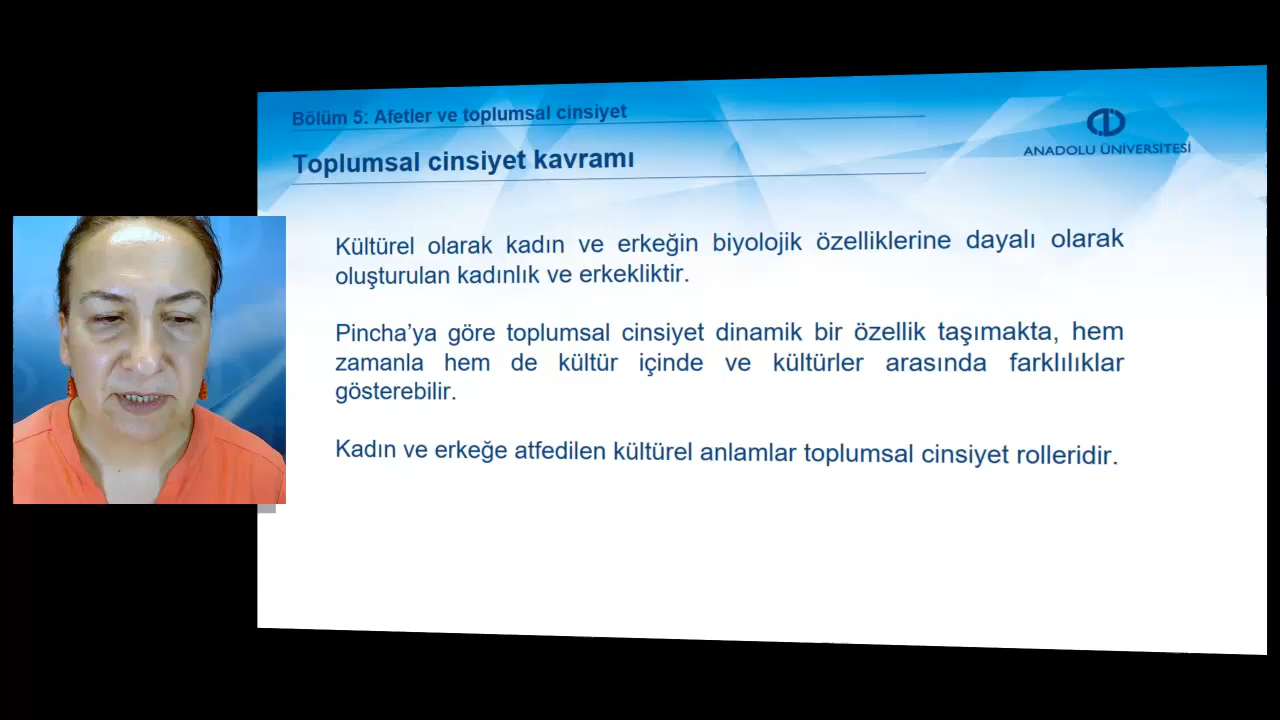 Bölüm 5: Afetler ve toplumsal cinsiyet
Toplumsal cinsiyet kavramı
ANADOLU ÜNİVERSİTESİ
Kültürel olarak kadın ve erkeğin biyolojik özelliklerine dayalı olarak
oluşturulan kadınlık ve erkekliktir.
Pincha’ya göre toplumsal cinsiyet dinamik bir özellik taşımakta, hem
zamanla hem de kültür içinde ve kültürler arasında farklılıklar
gösterebilir.
Kadın ve erkeğe atfedilen kültürel anlamlar toplumsal cinsiyet rolleridir.